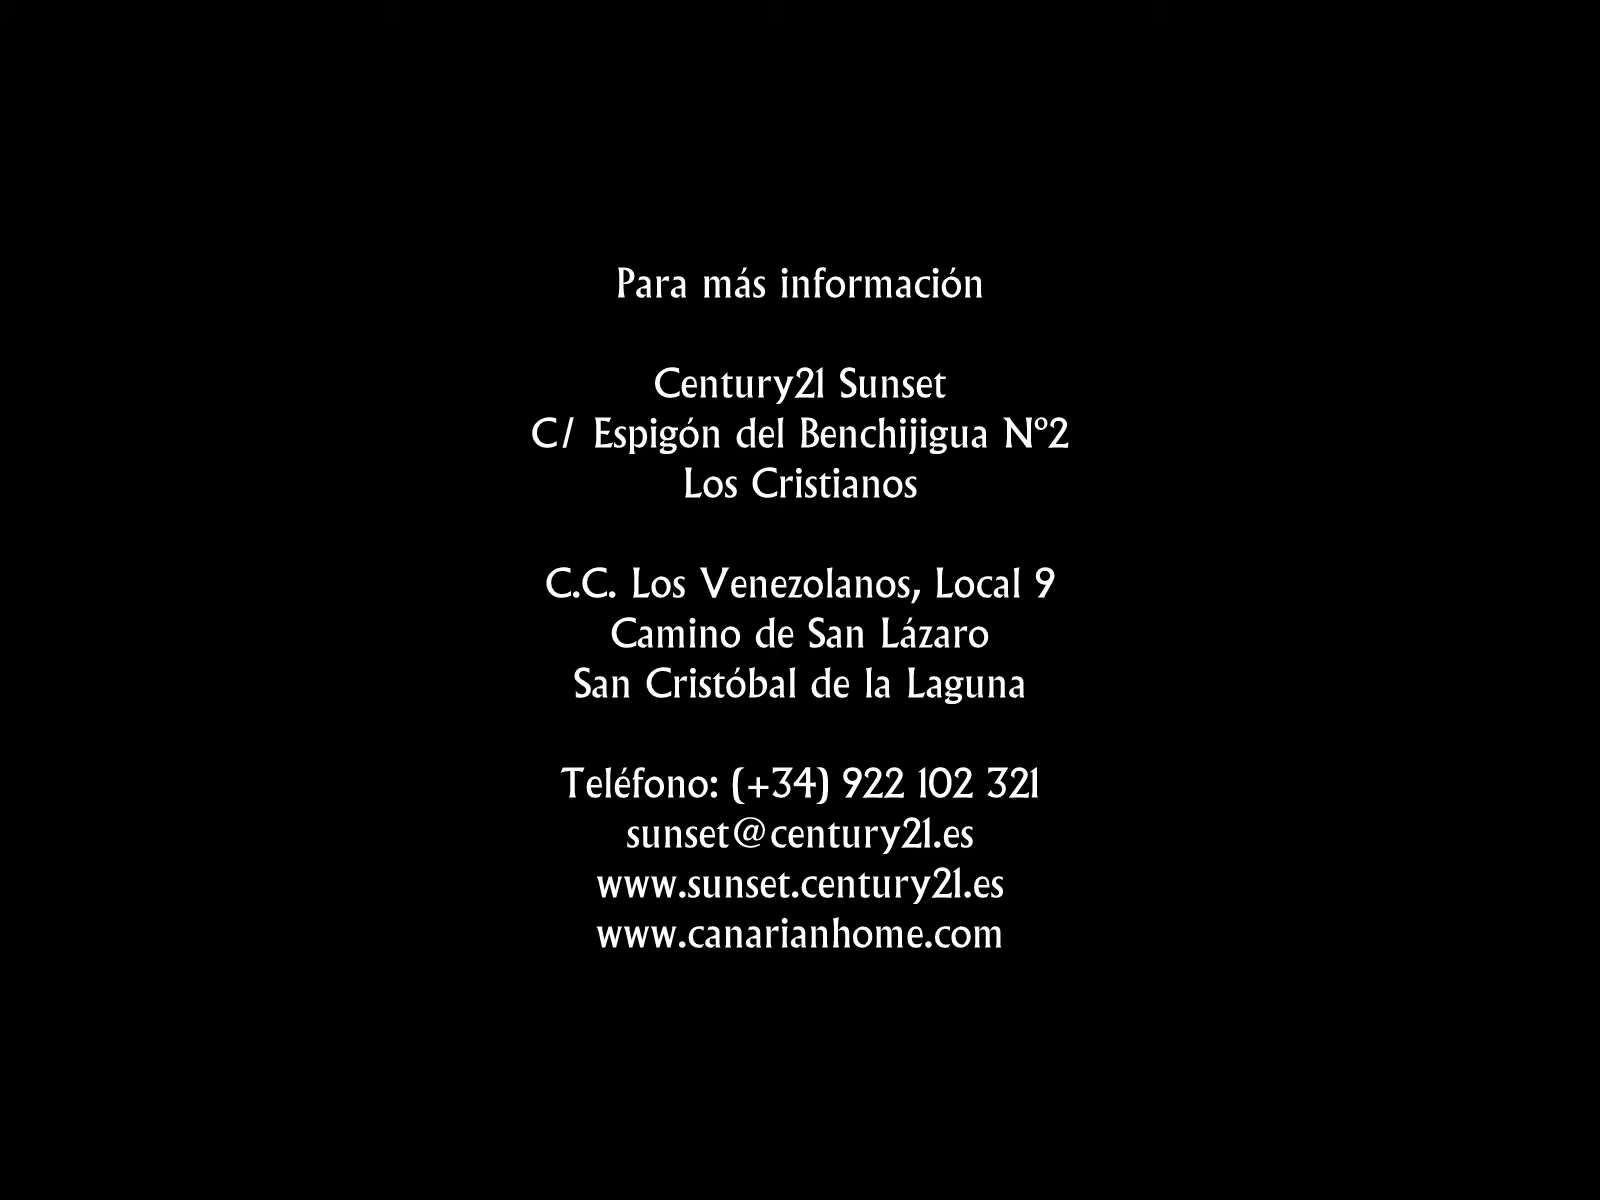 Para más información
Century21 Sunset
C/ Espigón del Benchijigua Nº2
Los Cristianos
C.C. Los Venezolanos, Local 9
Camino de San Lázaro
San Cristóbal de la Laguna
Teléfono: (+34) 922 102 321
sunset@century21.es
www.sunset.century21.es
www.canarianhome.com